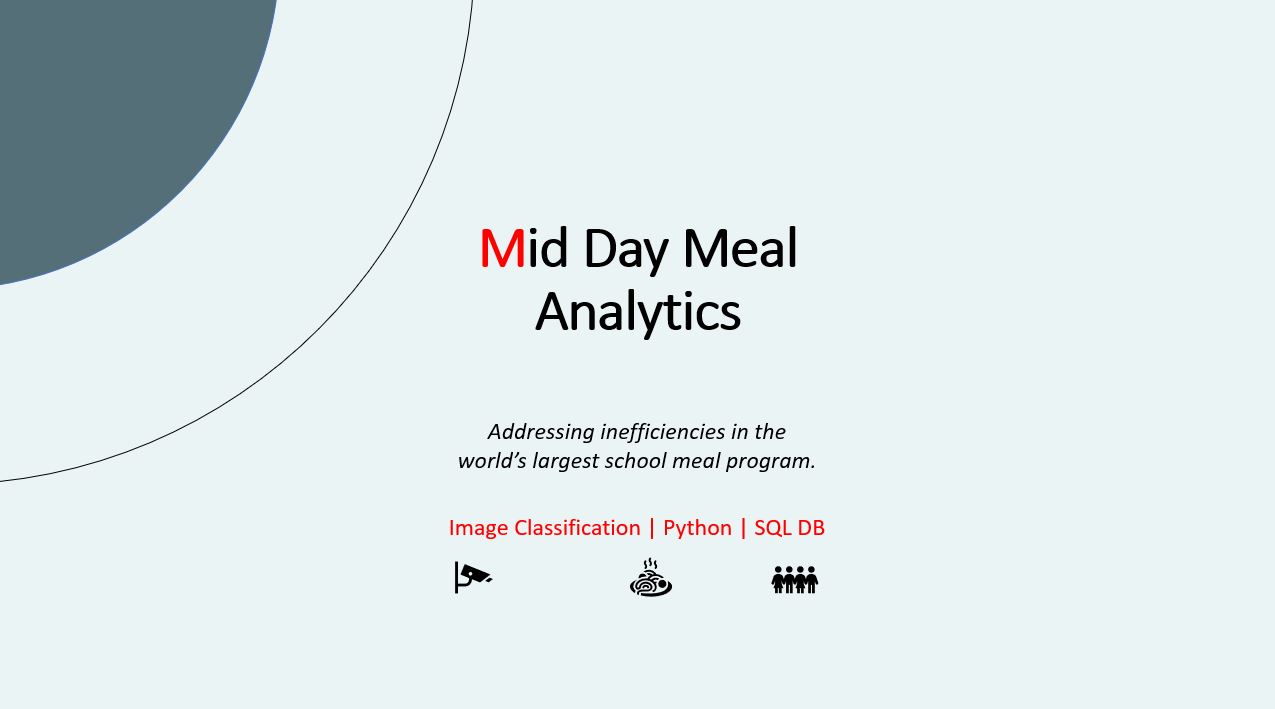 Mid Day Meal
Analytics
Addressing inefficiencies in the
world’s largest school meal program.
Image Classification | Python | SQL DB